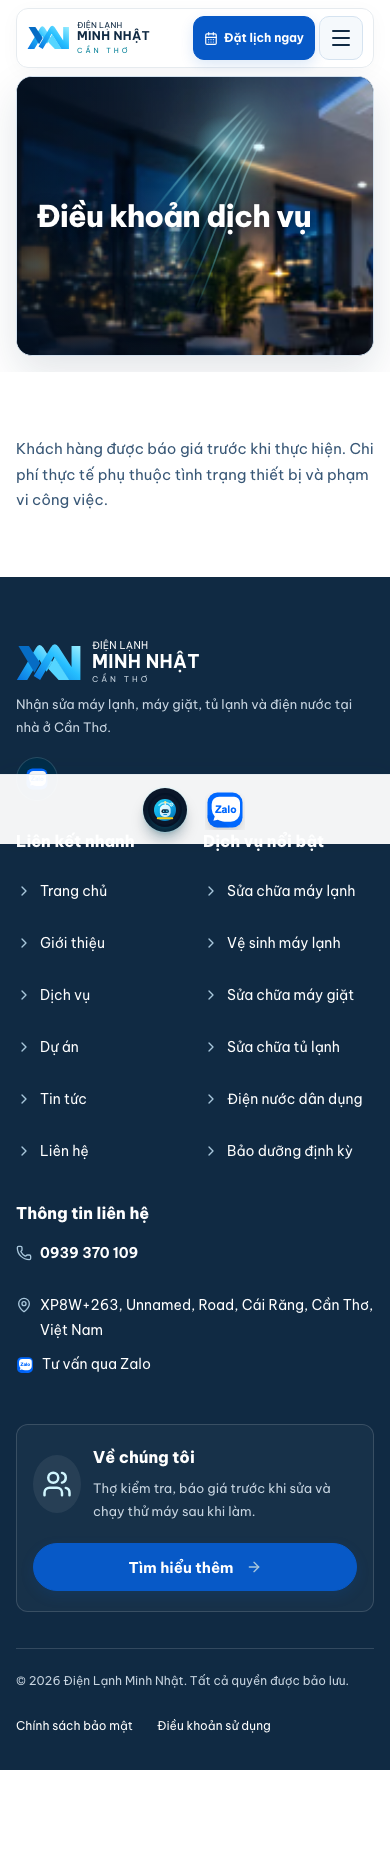 ĐIỆN LẠNH
MINH NHẬT
CẦN THƠ
Đặt lịch ngay
Điều khoản dịch vụ
Khách hàng được báo giá trước khi thực hiện. Chi
phí thực tế phụ thuộc tình trạng thiết bị và phạm
vi công việc.
ĐIỆN LẠNH
MINH NHẬT
CẦN THƠ
Nhận sửa máy lạnh, máy giặt, tủ lạnh và điện nước tại
nhà ở Cần Thơ.
Zalo
Liên kết nhanh
Dịch vụ nổi bật
Trang chủ
Sửa chữa máy lạnh
Giới thiệu
Vệ sinh máy lạnh
Dịch vụ
Sửa chữa máy giặt
Dự án
Sửa chữa tủ lạnh
Tin tức
Điện nước dân dụng
Liên hệ
Bảo dưỡng định kỳ
Thông tin liên hệ
0939 370 109
XP8W+263, Unnamed, Road, Cái Răng, Cần Thơ,
Việt Nam
Zalo
Tư vấn qua Zalo
Về chúng tôi
Thợ kiểm tra, báo giá trước khi sửa và
chạy thử máy sau khi làm.
Tìm hiểu thêm
© 2026 Điện Lạnh Minh Nhật. Tất cả quyền được bảo lưu.
Chính sách bảo mật
Điều khoản sử dụng